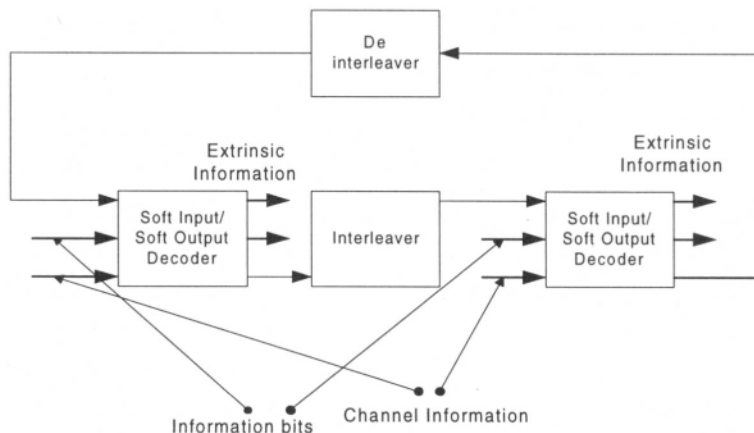 De
interleaver
Extrinsic
Information
Extrinsic
Information
Soft Input/
Soft Output
Decoder
Interleaver
Soft Input/
Soft Output
Decoder
Information bits
Channel Information